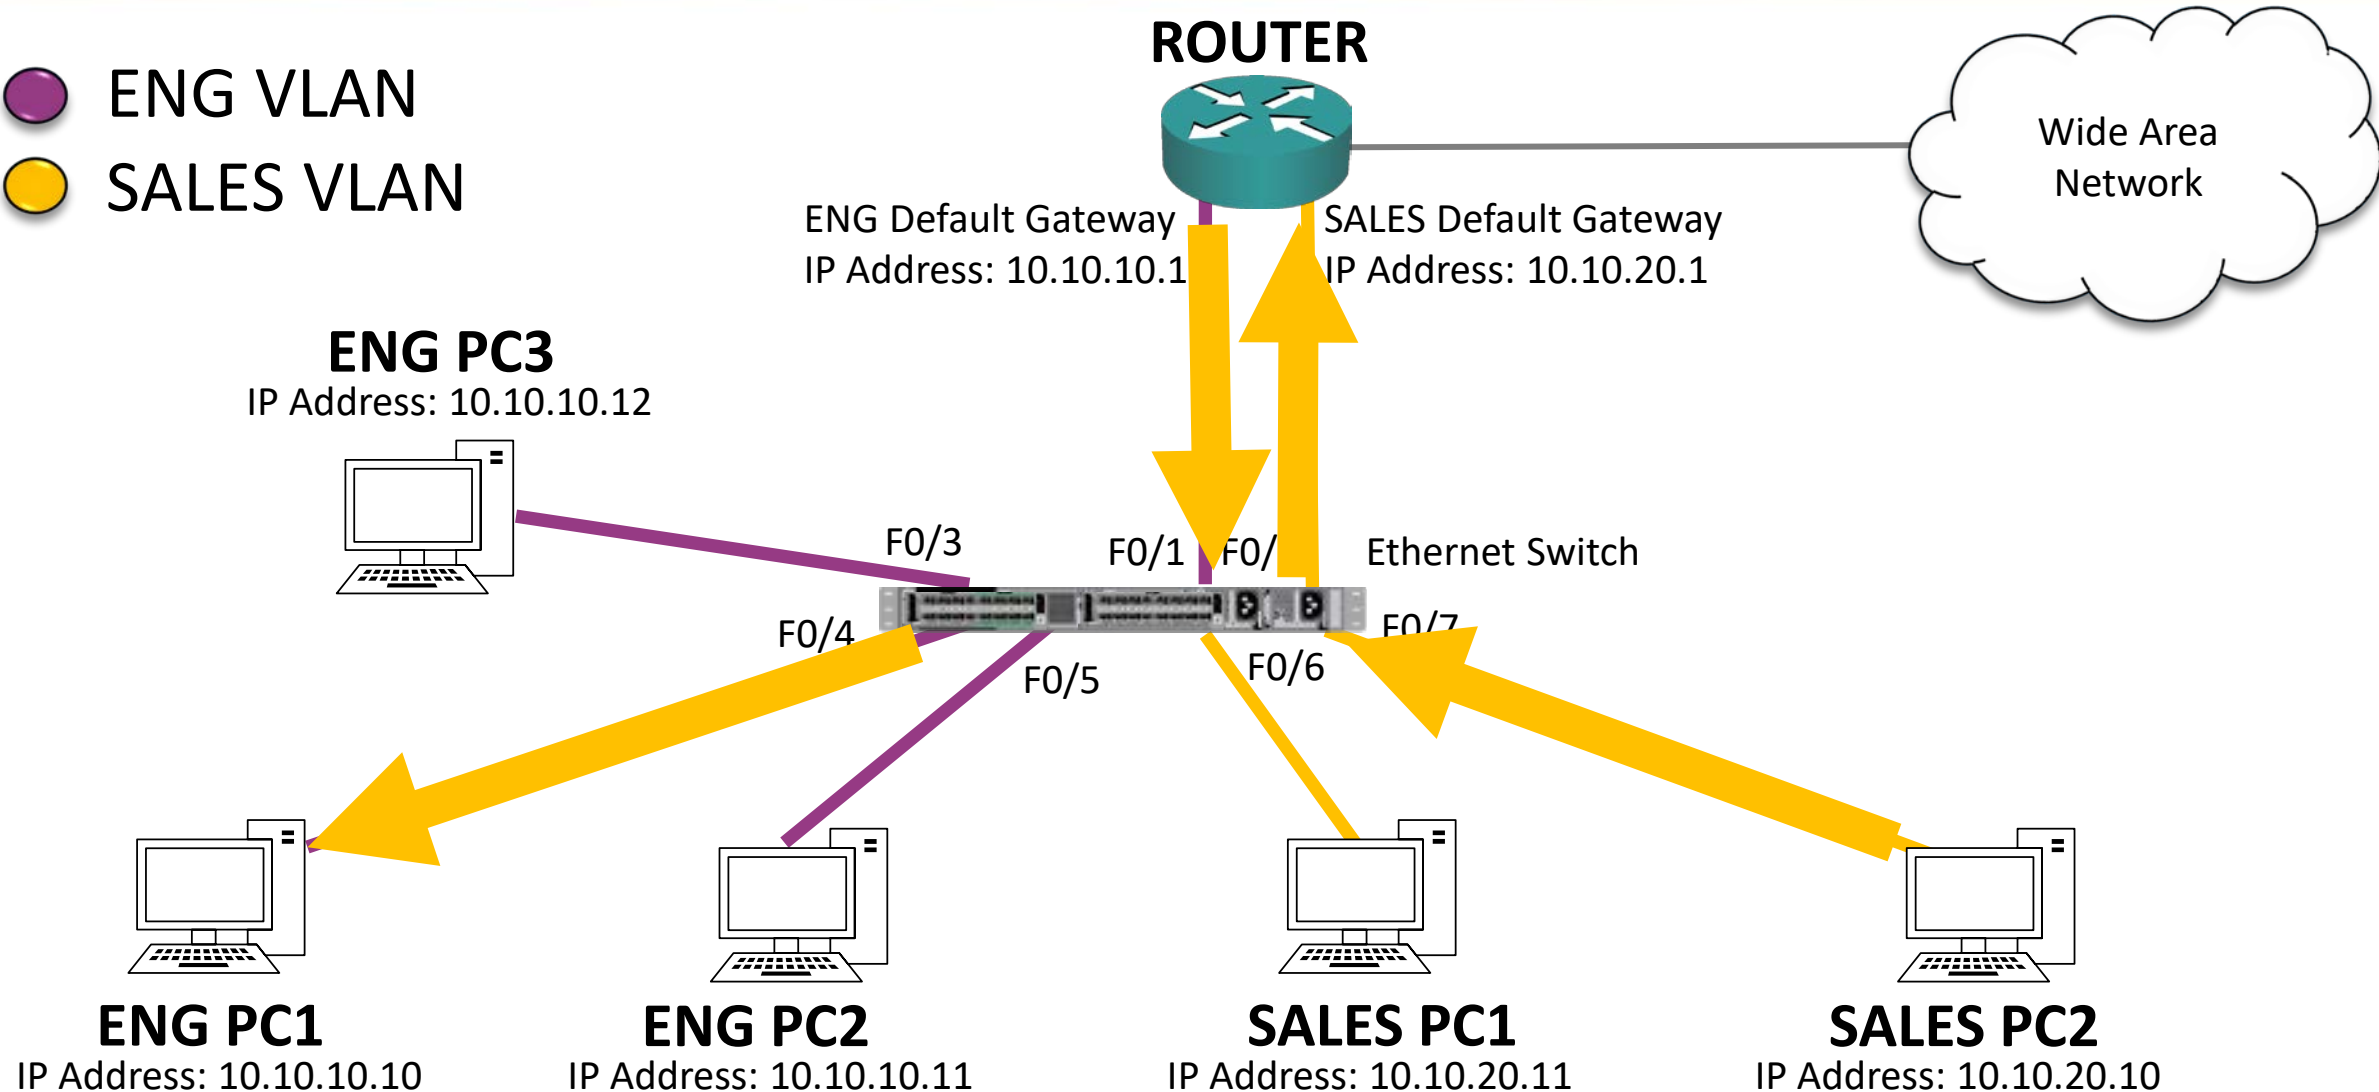 ROUTER
ENG VLAN
SALES VLAN
Wide Area
Network
ENG Default Gateway
IP Address: 10.10.10.1
SALES Default Gateway
IP Address: 10.10.20.1
ENG PC3
IP Address: 10.10.10.12
F0/3
F0/1
F0/
Ethernet Switch
F0/4
F0/7
F0/5
F0/6
ENG PC1
IP Address: 10.10.10.10
ENG PC2
IP Address: 10.10.10.11
SALES PC1
IP Address: 10.10.20.11
SALES PC2
IP Address: 10.10.20.10